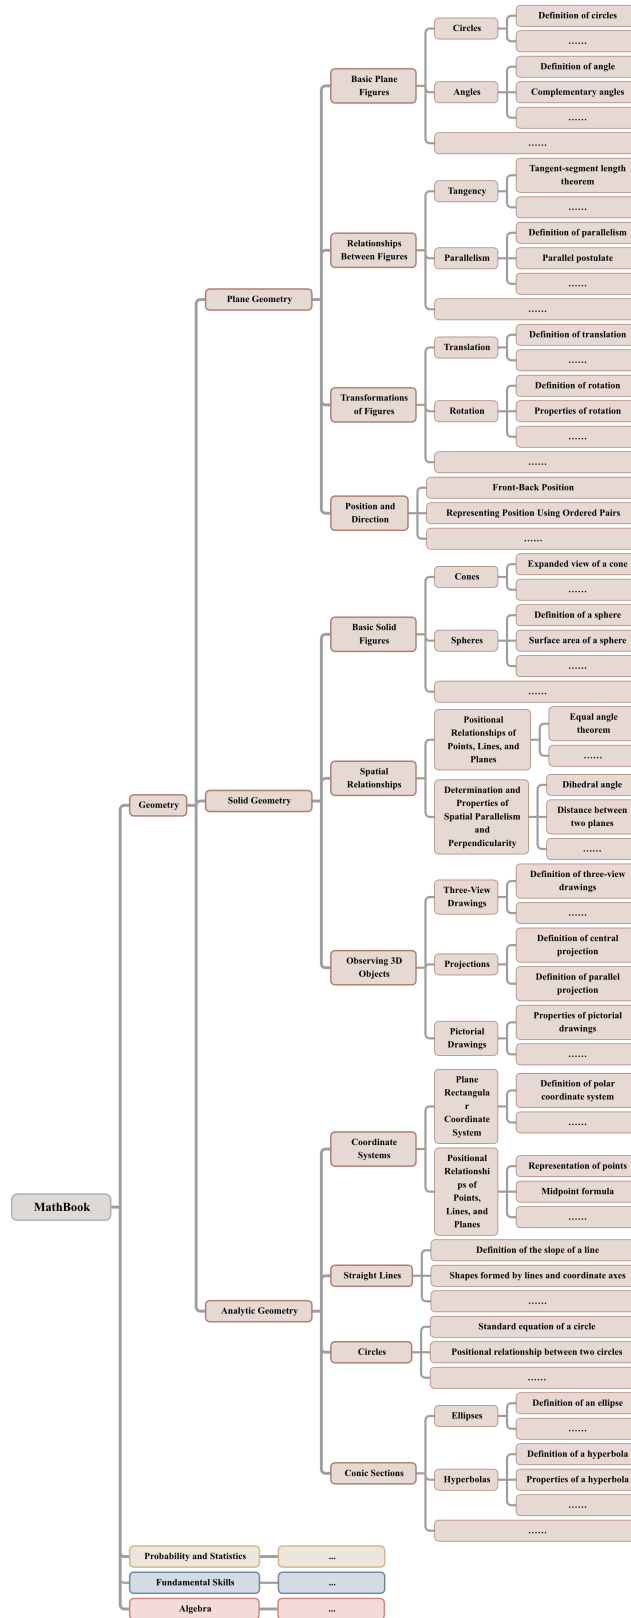 Definition of circles
Circles
......
Definition of angle
Basic Plane
Figures
Angles
Complementary angles
......
......
Tangent-segment length
theorem
Tangency
......
Definition of parallelism
Relationships
Between Figures
Parallelism
Parallel postulate
......
Plane Geometry
......
Definition of translation
Translation
......
Definition of rotation
Transformations
of Figures
Rotation
Properties of rotation
......
......
Front-Back Position
Position and
Direction
Representing Position Using Ordered Pairs
......
Expanded view of a cone
Cones
......
Definition of a sphere
Basic Solid
Figures
Spheres
Surface area of a sphere
......
......
Positional
Relationships of
Points, Lines, and
Planes
Equal angle
theorem
......
Spatial
Relationships
Determination and
Properties of
Spatial Parallelism
and
Perpendicularity
Dihedral angle
Distance between
two planes
......
Geometry
Solid Geometry
Definition of three-view
drawings
Three-View
Drawings
......
Observing 3D
Objects
Projections
Definition of central
projection
Definition of parallel
projection
Pictorial
Drawings
Properties of pictorial
drawings
......
Plane
Rectangula
r
Coordinate
System
Definition of polar
coordinate system
......
Coordinate
Systems
Positional
Relationshi
ps of
Points,
Lines, and
Planes
Representation of points
Midpoint formula
......
MathBook
Definition of the slope of a line
Straight Lines
Shapes formed by lines and coordinate axes
......
Analytic Geometry
Standard equation of a circle
Circles
Positional relationship between two circles
......
Definition of an ellipse
Ellipses
......
Definition of a hyperbola
Conic Sections
Hyperbolas
Properties of a hyperbola
......
......
Probability and Statistics
...
Fundamental Skills
...
Algebra
...